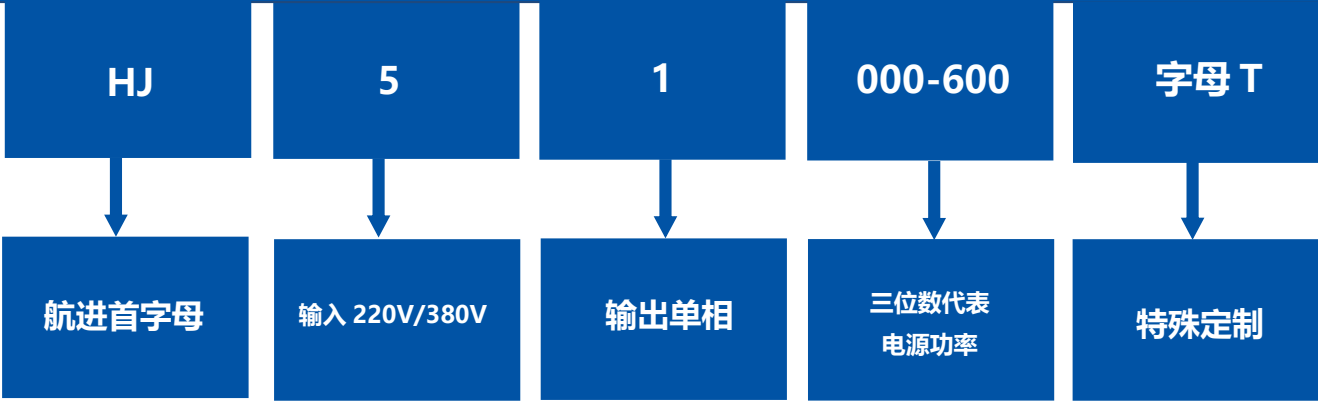 HJ
5
1
000-600
字母 T
航进首字母
输入 220V/380V
输出单相
三位数代表
电源功率
特殊定制